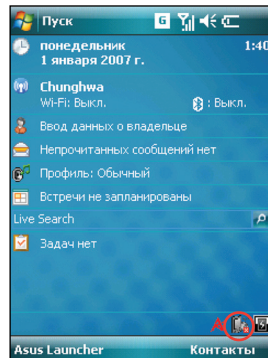 Пуск G
понедельник 1:40
1 января 2007 г.
Chunghwa
Wi-Fi: Выкл. : Выкл.
Ввод данных о владельце
Непрочитанных сообщений нет
Профиль: Обычный
Встречи не запланированы
Live Search
Задач нет
A
Asus Launcher Контакты